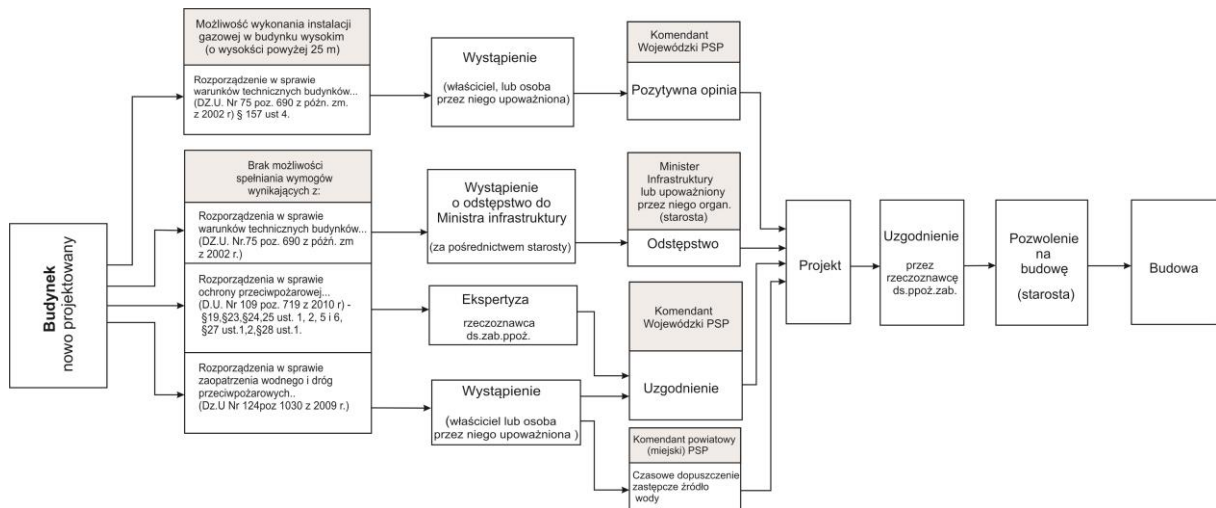 Budynek
nowo projektowany
Możliwość wykonania instalacji
gazowej w budynku wysokim
(o wysokści powyżej 25 m)
Rozporządzenie w sprawie
warunków technicznych budynków...
(DZ.U. Nr 75 poz. 690 z późn. zm.
z 2002 r) § 157 ust 4.
Wystąpienie
(właściciel, lub osoba
przez niego upoważniona)
Komendant
Wojewódzki PSP
Pozytywna opinia
Brak możliwości
spełniania wymogów
wynikających z:
Rozporządzenia w sprawie
warunków technicznych budynków...
(DZ.U. Nr.75 poz. 690 z późń. zm
z 2002 r.)
Wystąpienie
o odstępstwo do
Ministra infrastruktury
(za pośrednictwem starosty)
Minister
Infrastruktury
lub upoważniony
przez niego organ.
(starosta)
Odstępstwo
Rozporządzenia w sprawie
ochrony przeciwpożarowej...
(D.U. Nr 109 poz. 719 z 2010 r) -
§19,§23,§24,25 ust. 1, 2, 5 i 6,
§27 ust.1,2,§28 ust.1.
Ekspertyza
rzeczoznawca
ds.zab.ppoż.
Komendant
Wojewódzki PSP
Uzgodnienie
Rozporządzenia w sprawie
zaopatrzenia wodnego i dróg
przeciwpożarowych..
(Dz.U Nr 124poz 1030 z 2009 r.)
Wystąpienie
(właściciel lub osoba
przez niego upoważniona )
Komendant powiatowy
(miejski) PSP
Czasowe dopuszczenie
zastępcze źródło
wody
Projekt
Uzgodnienie
przez
rzeczoznawcę
ds.ppoż.zab.
Pozwolenie
na
budowę
(starosta)
Budowa